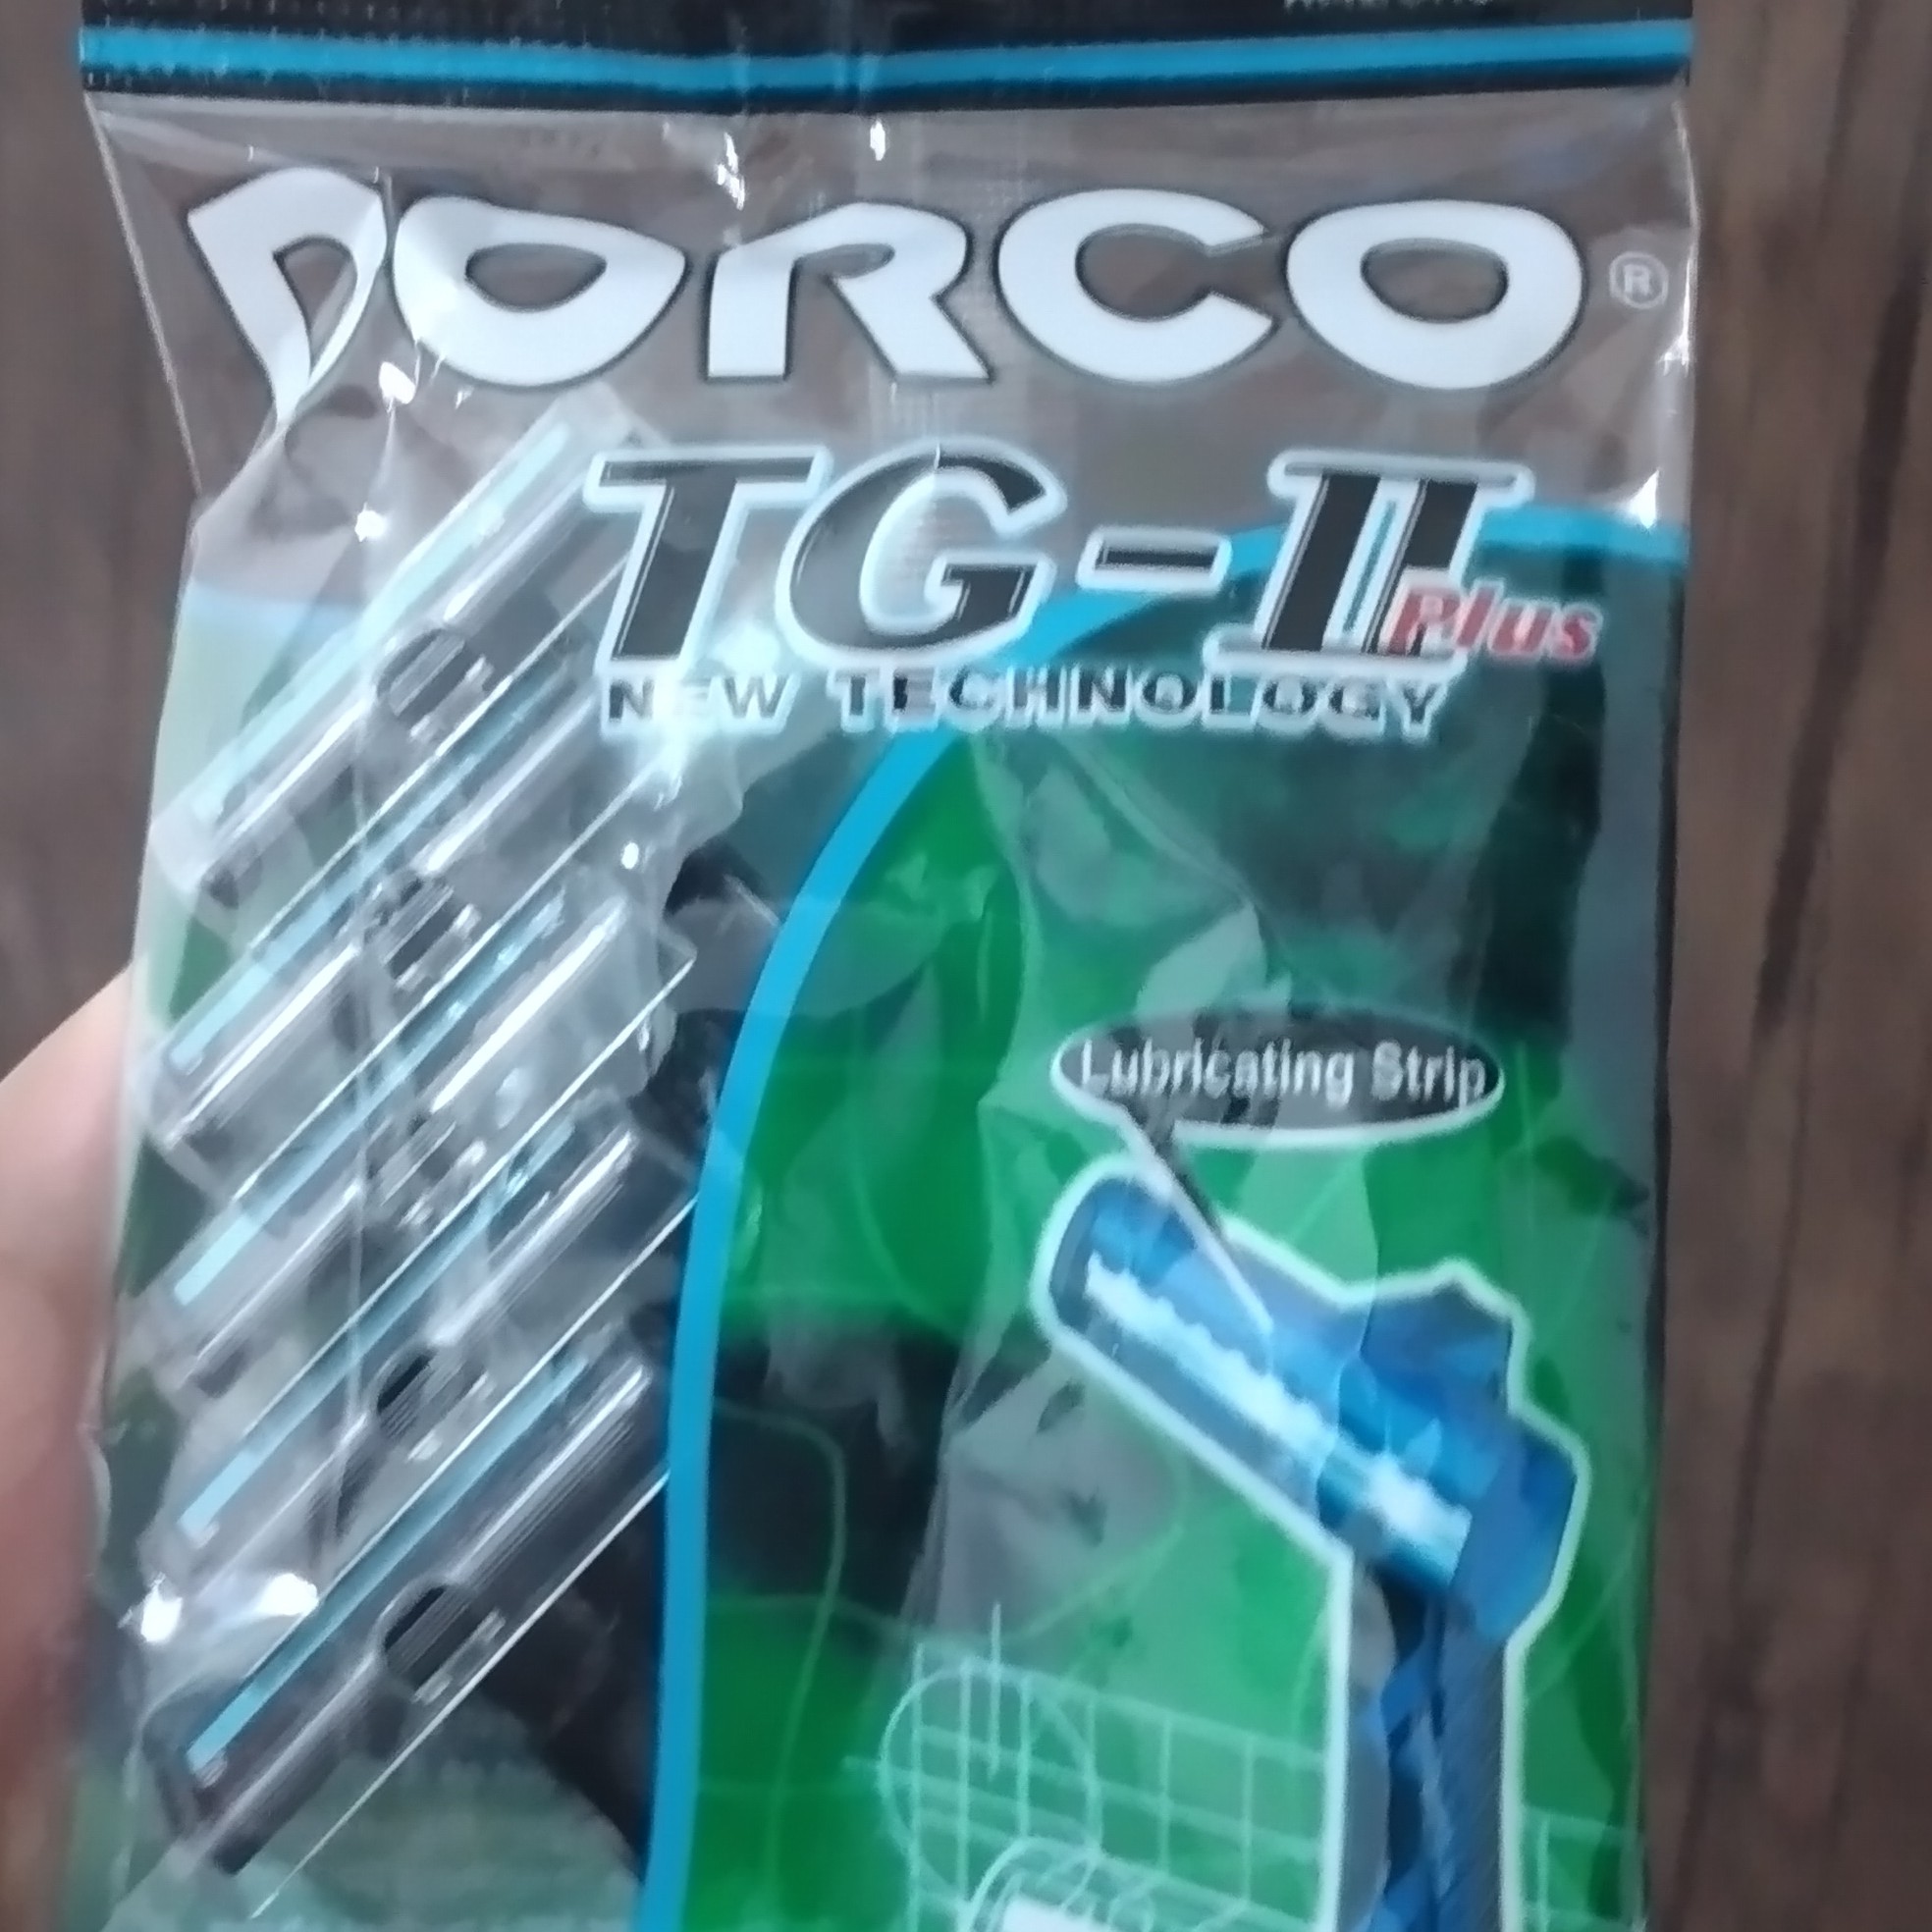 DORCO®
TG-II Plus
NEW TECHNOLOGY
Lubricating Strip